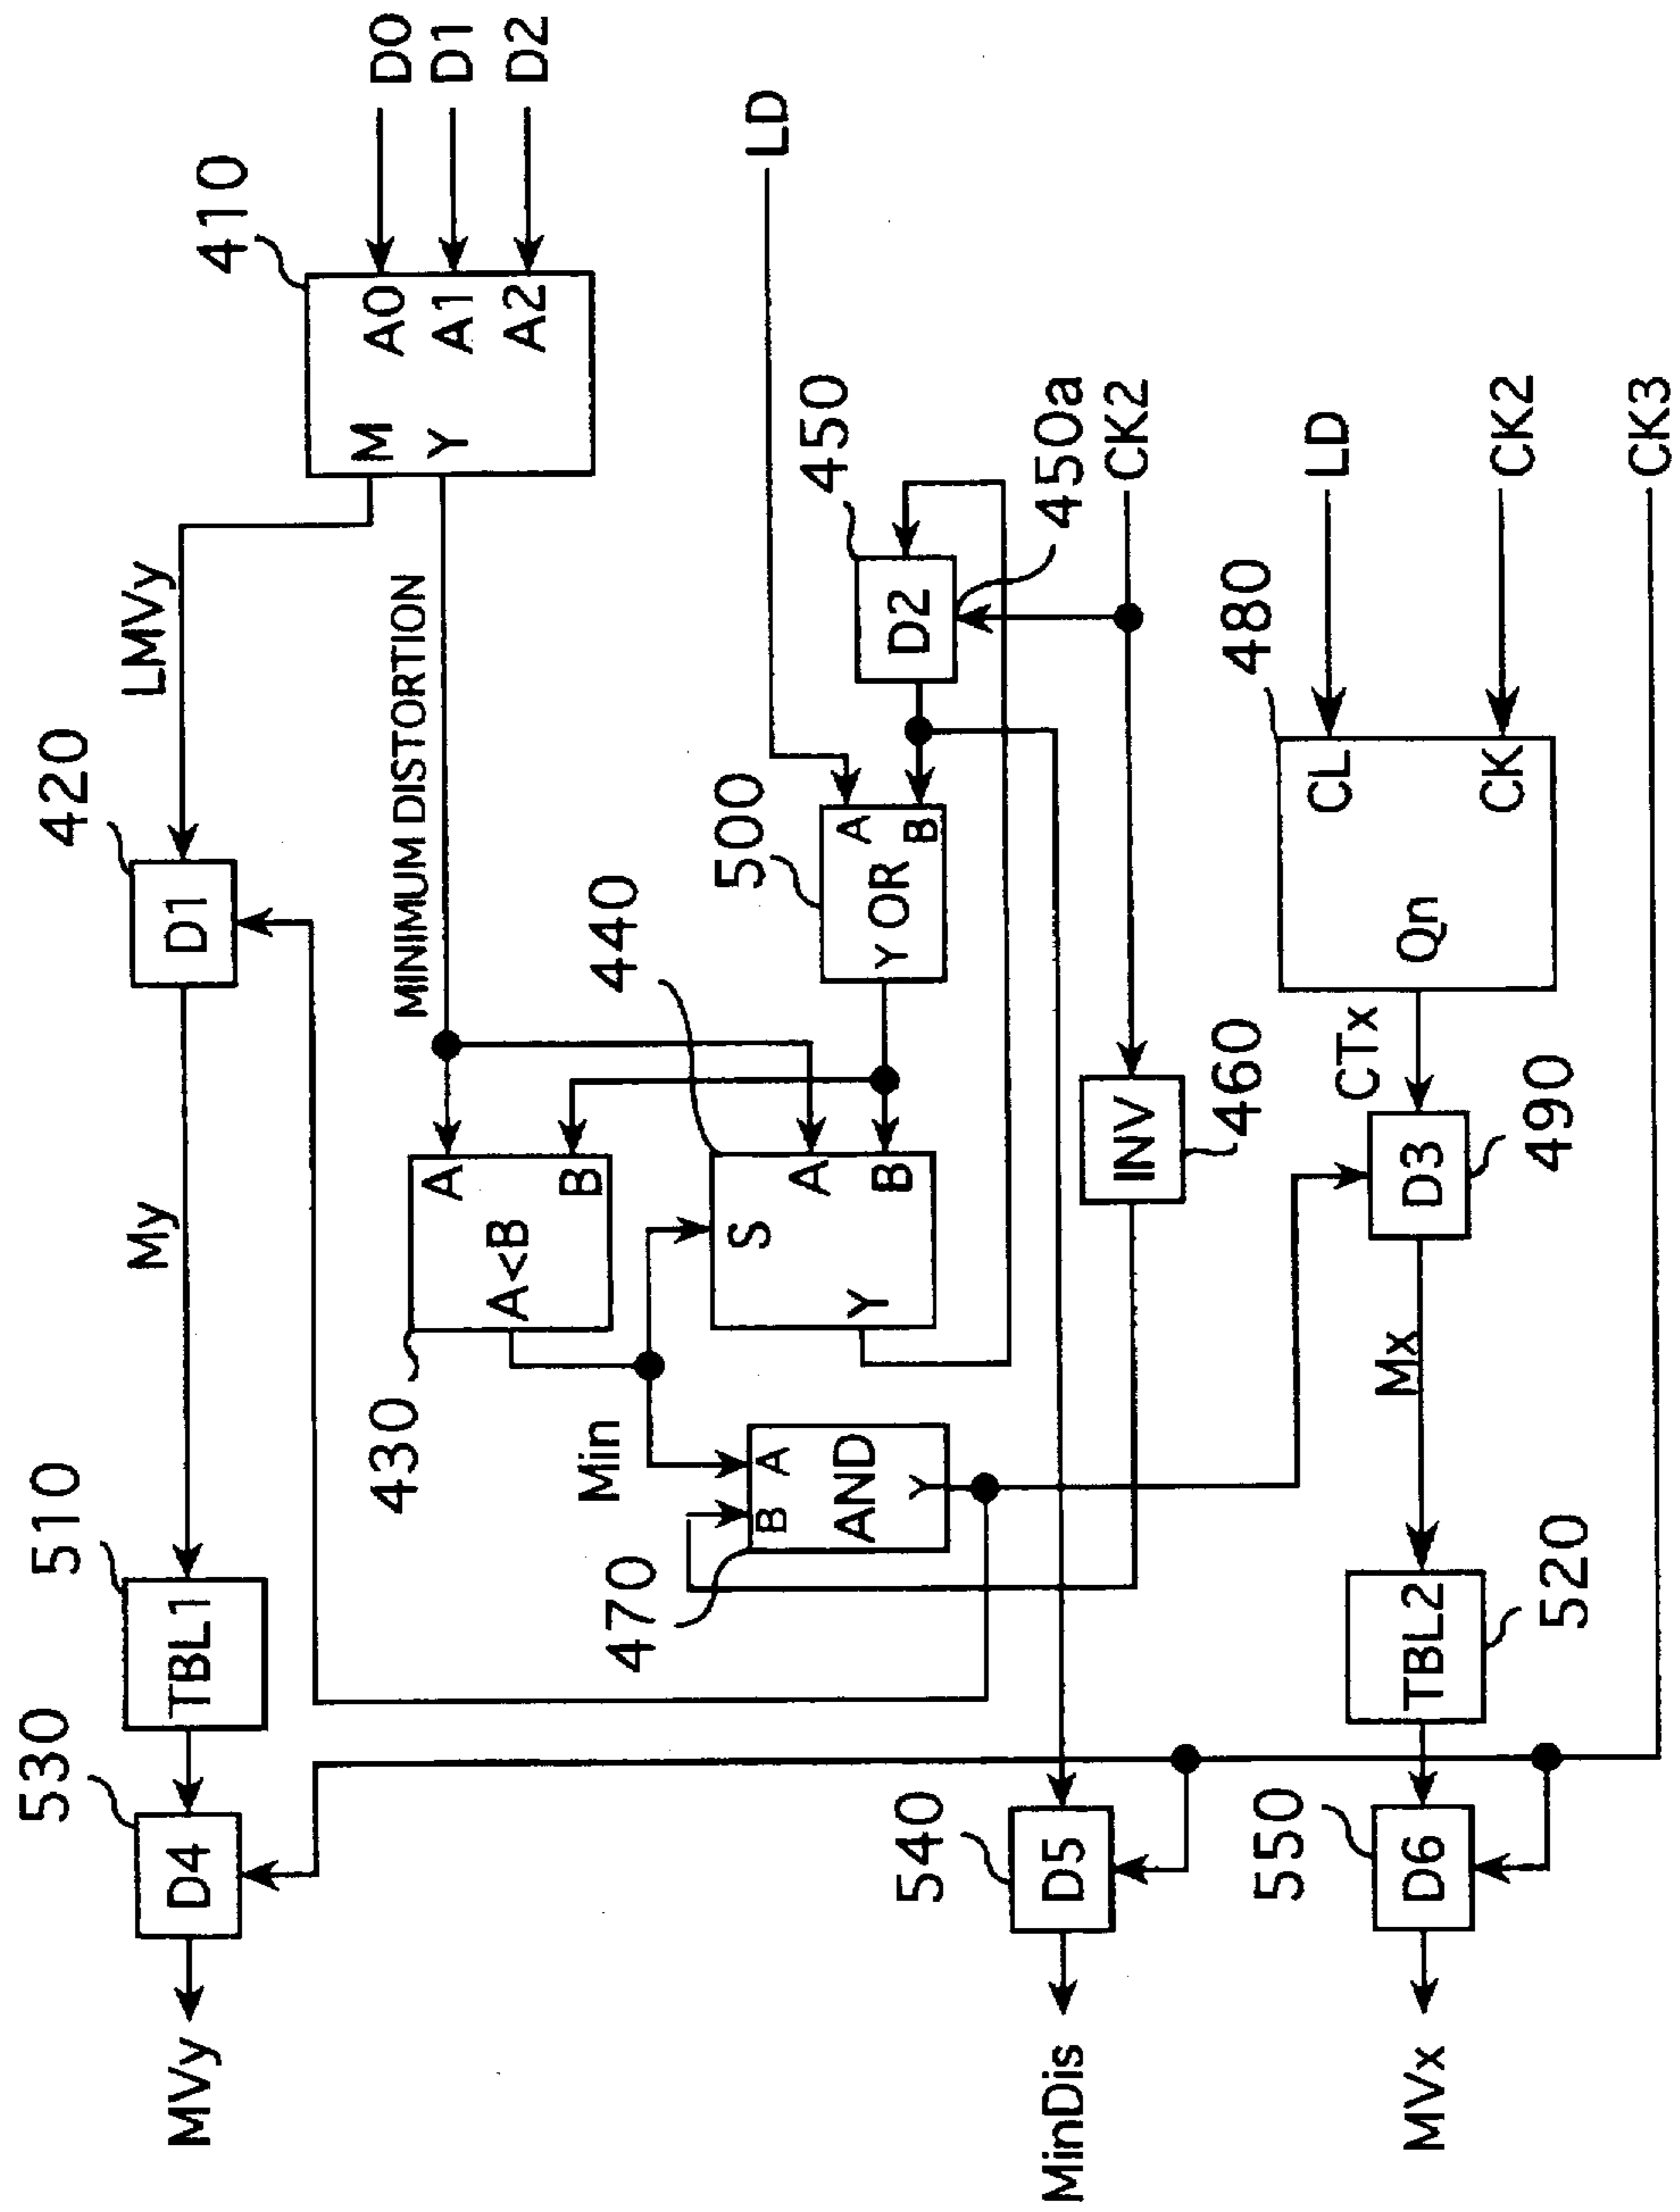 D0
D1
D2
410
M A0
Y A1
A2
LMVy
420
D1
MINIMUM DISTORTION
LD
450
D2
450a
CK2
500
A
Y OR
B
440
My
430
A
A<B
B
S
A
Y
B
Min
470
B A
AND
Y
INV
460
LD
CK2
CK3
480
CL
Qn
CK
CTx
490
D3
Mx
510
TBL1
TBL2
520
530
D4
540
D5
550
D6
MVy
MinDis
MVx